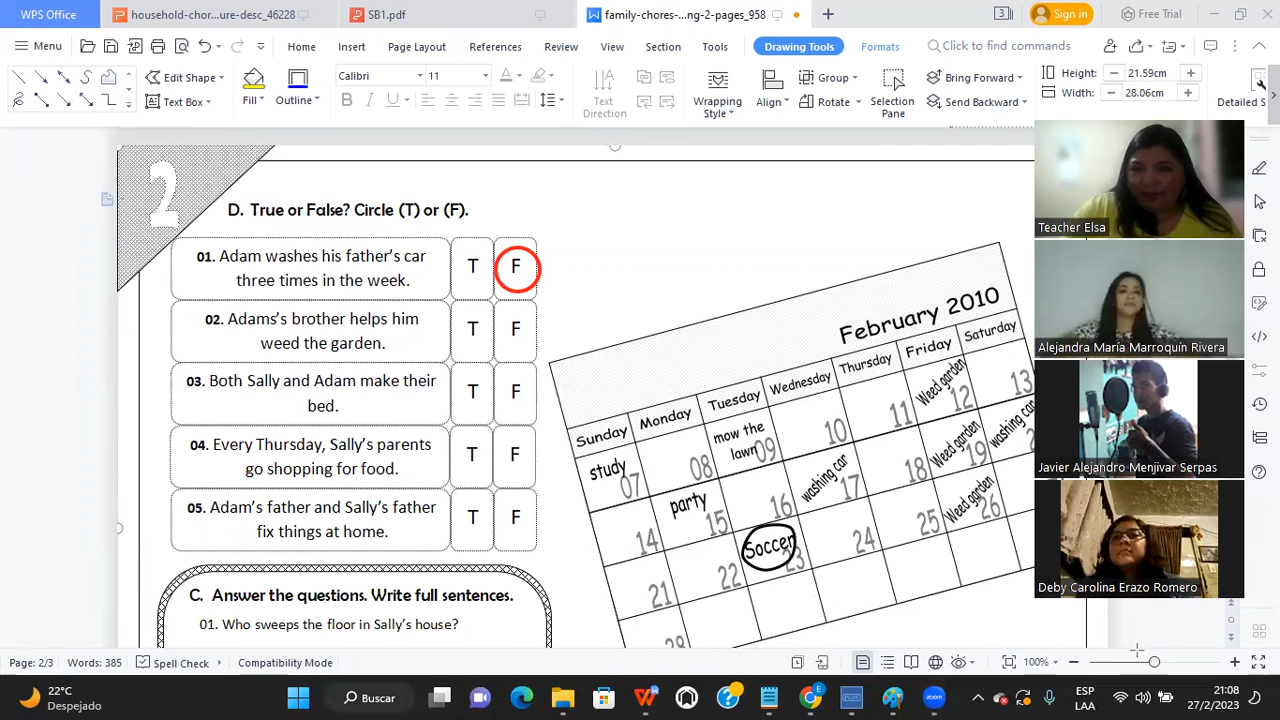 WPS Office
household-chor...ure-desc_46228
SB1.pdf
family-chores-...ng-2-pages_958
3
Sign in
Free Trial
Menu
Home
Insert
Page Layout
References
Review
View
Section
Tools
Drawing Tools
Formats
Click to find commands
Edit Shape
Text Box
Fill
Outline
Calibri
11
A
B
I
U
Text
Direction
Wrapping
Style
Align
Group
Rotate
Selection
Pane
Bring Forward
Send Backward
Height:
21.59cm
Width:
28.06cm
Detailed S
2
D. True or False? Circle (T) or (F).
01. Adam washes his father's car
three times in the week.
T F
02. Adams's brother helps him
weed the garden.
T F
03. Both Sally and Adam make their
bed.
T F
04. Every Thursday, Sally's parents
go shopping for food.
T F
05. Adam's father and Sally's father
fix things at home.
T F
C. Answer the questions. Write full sentences.
01. Who sweeps the floor in Sally's house?
February 2010
Sunday Monday Tuesday Wednesday Thursday Friday Saturday
study 07
08
mow the
lawn 09
10
11
Weed garden 12
13
14
party 15
16
washing car 17
18
Weed garden 19
washing ca
21
22
Soccer 23
24
25
Weed garden 26
28
Teacher Elsa
Alejandra María Marroquín Rivera
Javier Alejandro Menjivar Serpas
Deby Carolina Erazo Romero
Page: 2/3
Words: 385
Spell Check
Compatibility Mode
100%
22°C
Despejado
Buscar
ESP
LAA
21:08
27/2/2023